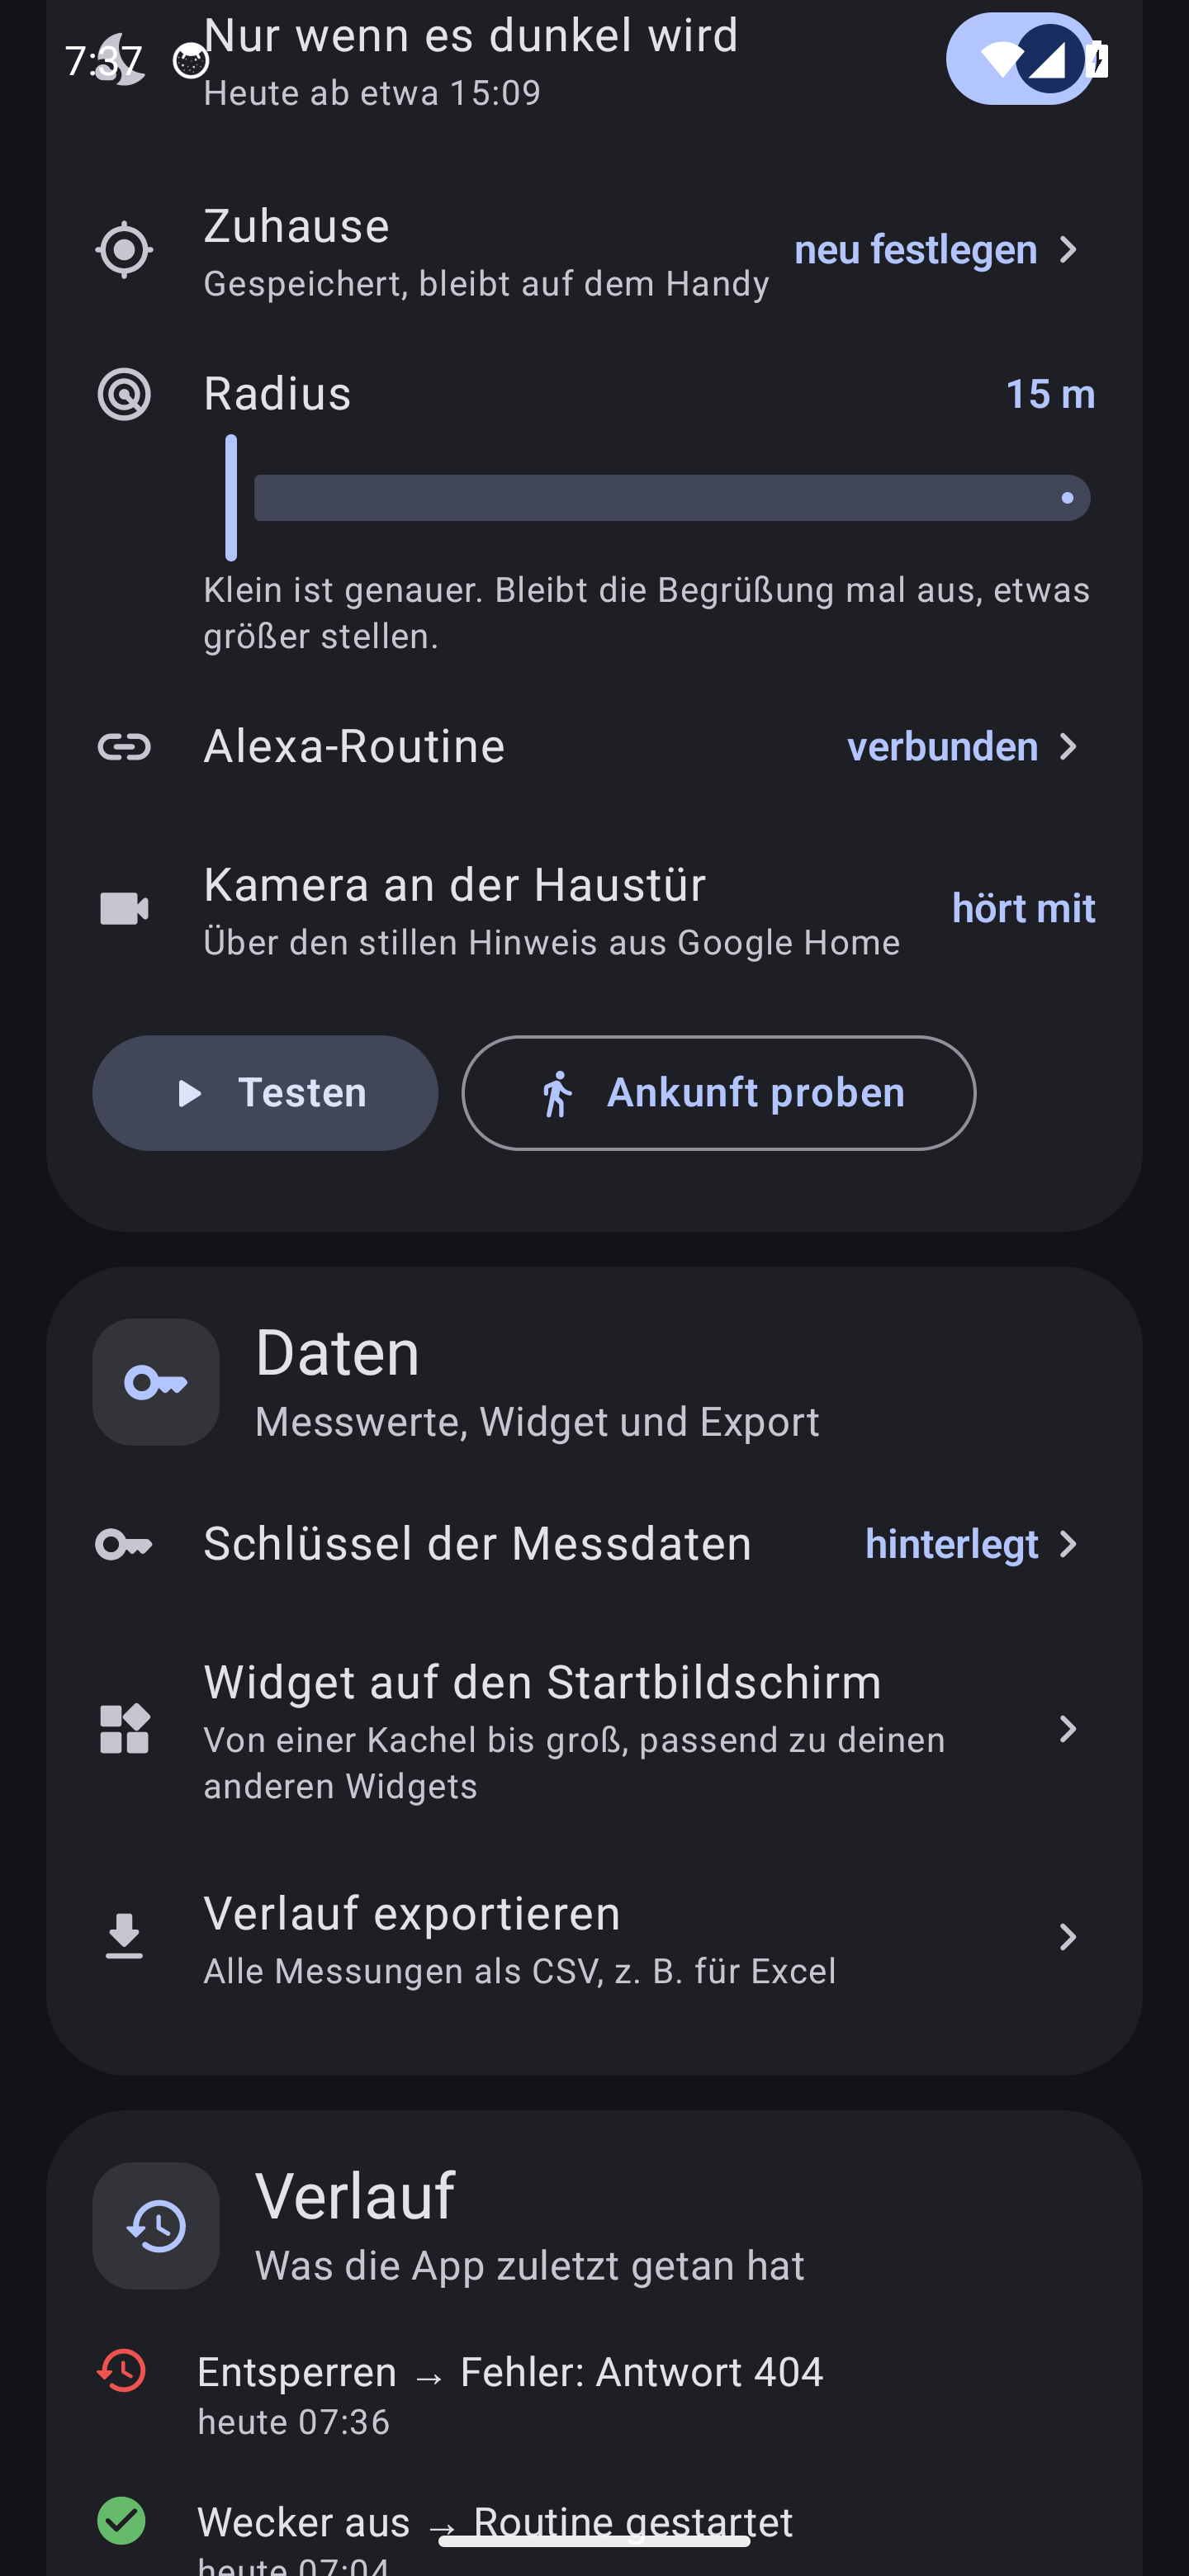 Nur wenn es dunkel wird
7:37
Heute ab etwa 15:09
Zuhause
neu festlegen
Gespeichert, bleibt auf dem Handy
Radius
15 m
Klein ist genauer. Bleibt die Begrüßung mal aus, etwas
größer stellen.
Alexa-Routine
verbunden
Kamera an der Haustür
hört mit
Über den stillen Hinweis aus Google Home
Testen
Ankunft proben
Daten
Messwerte, Widget und Export
Schlüssel der Messdaten
hinterlegt
Widget auf den Startbildschirm
Von einer Kachel bis groß, passend zu deinen
anderen Widgets
Verlauf exportieren
Alle Messungen als CSV, z. B. für Excel
Verlauf
Was die App zuletzt getan hat
Entsperren → Fehler: Antwort 404
heute 07:36
Wecker aus → Routine gestartet
heute 07:04